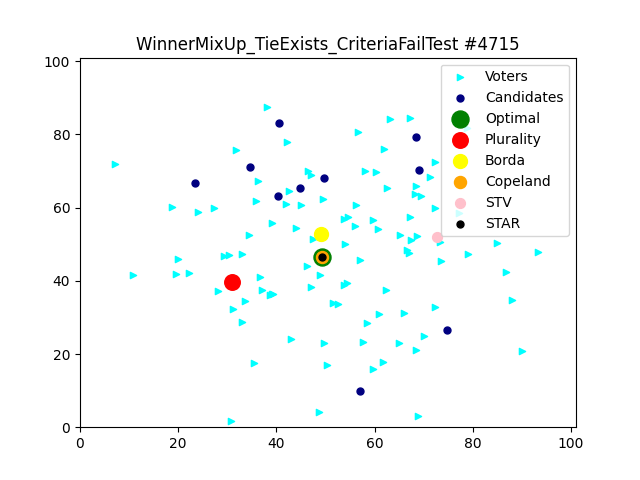 WinnerMixUp_TieExists_CriteriaFailTest #4715
100
80
60
40
20
0
0 20 40 60 80 100
Voters
Candidates
Optimal
Plurality
Borda
Copeland
STV
STAR